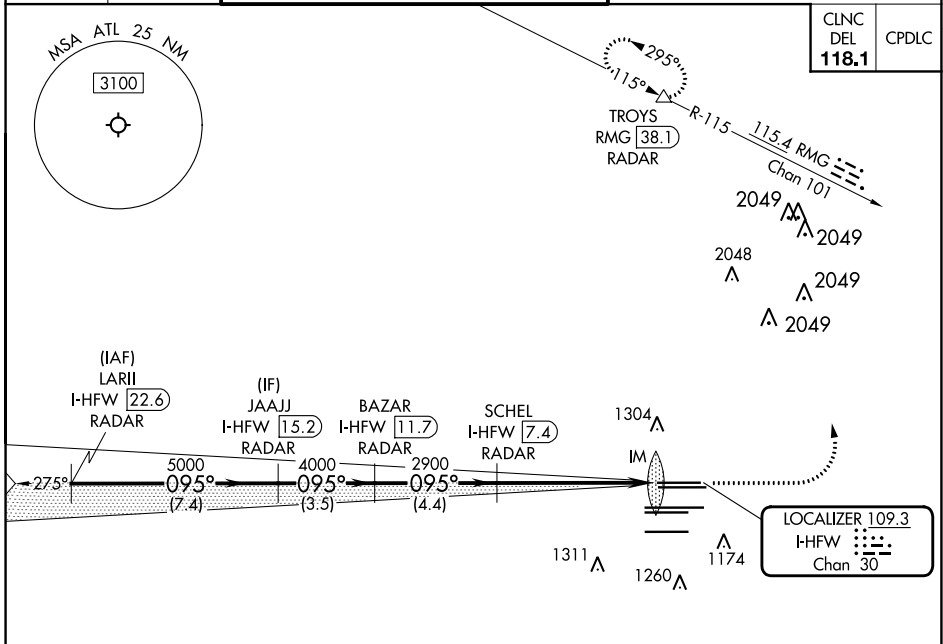 CLNC
DEL
118.1
CPDLC
MSA ATL 25 NM
3100
295°
115°
TROYS
RMG 38.1
RADAR
R-115
115.4 RMG
Chan 101
2049
2049
2048
2049
2049
(IAF)
LARII
I-HFW 22.6
RADAR
(IF)
JAAJJ
I-HFW 15.2
RADAR
BAZAR
I-HFW 11.7
RADAR
SCHEL
I-HFW 7.4
RADAR
1304
IM
275°
5000
095°
(7.4)
4000
095°
(3.5)
2900
095°
(4.4)
LOCALIZER 109.3
I-HFW
Chan 30
1311
1260
1174